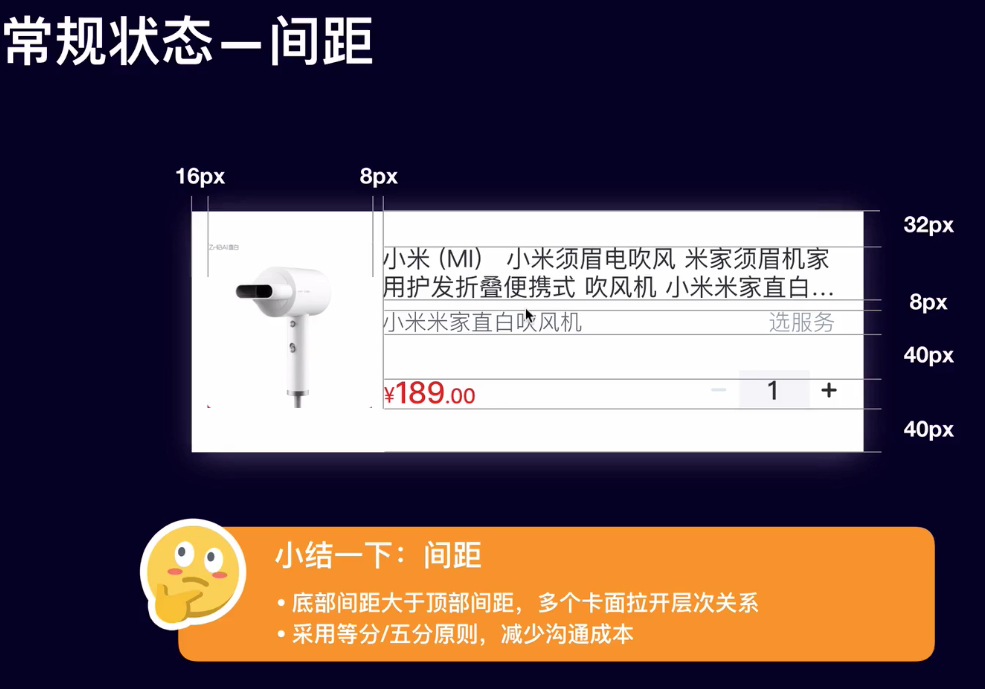 常规状态—间距
16px
8px
32px
小米 (MI) 小米须眉电吹风 米家须眉机家
用护发折叠便携式 吹风机 小米米家直白...
8px
小米米家直白吹风机 选服务
40px
¥189.00 − 1 +
40px
小结一下：间距
• 底部间距大于顶部间距，多个卡面拉开层次关系
• 采用等分/五分原则，减少沟通成本